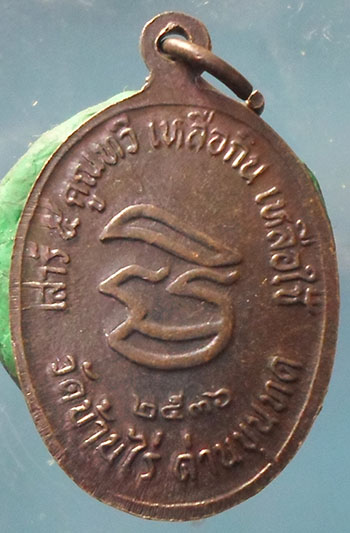 เสาร์ ๕ คูณทวี เหลือกิน เหลือใช้
๒๕๓๖
วัดบ้านไร่ ด่านขุนทด